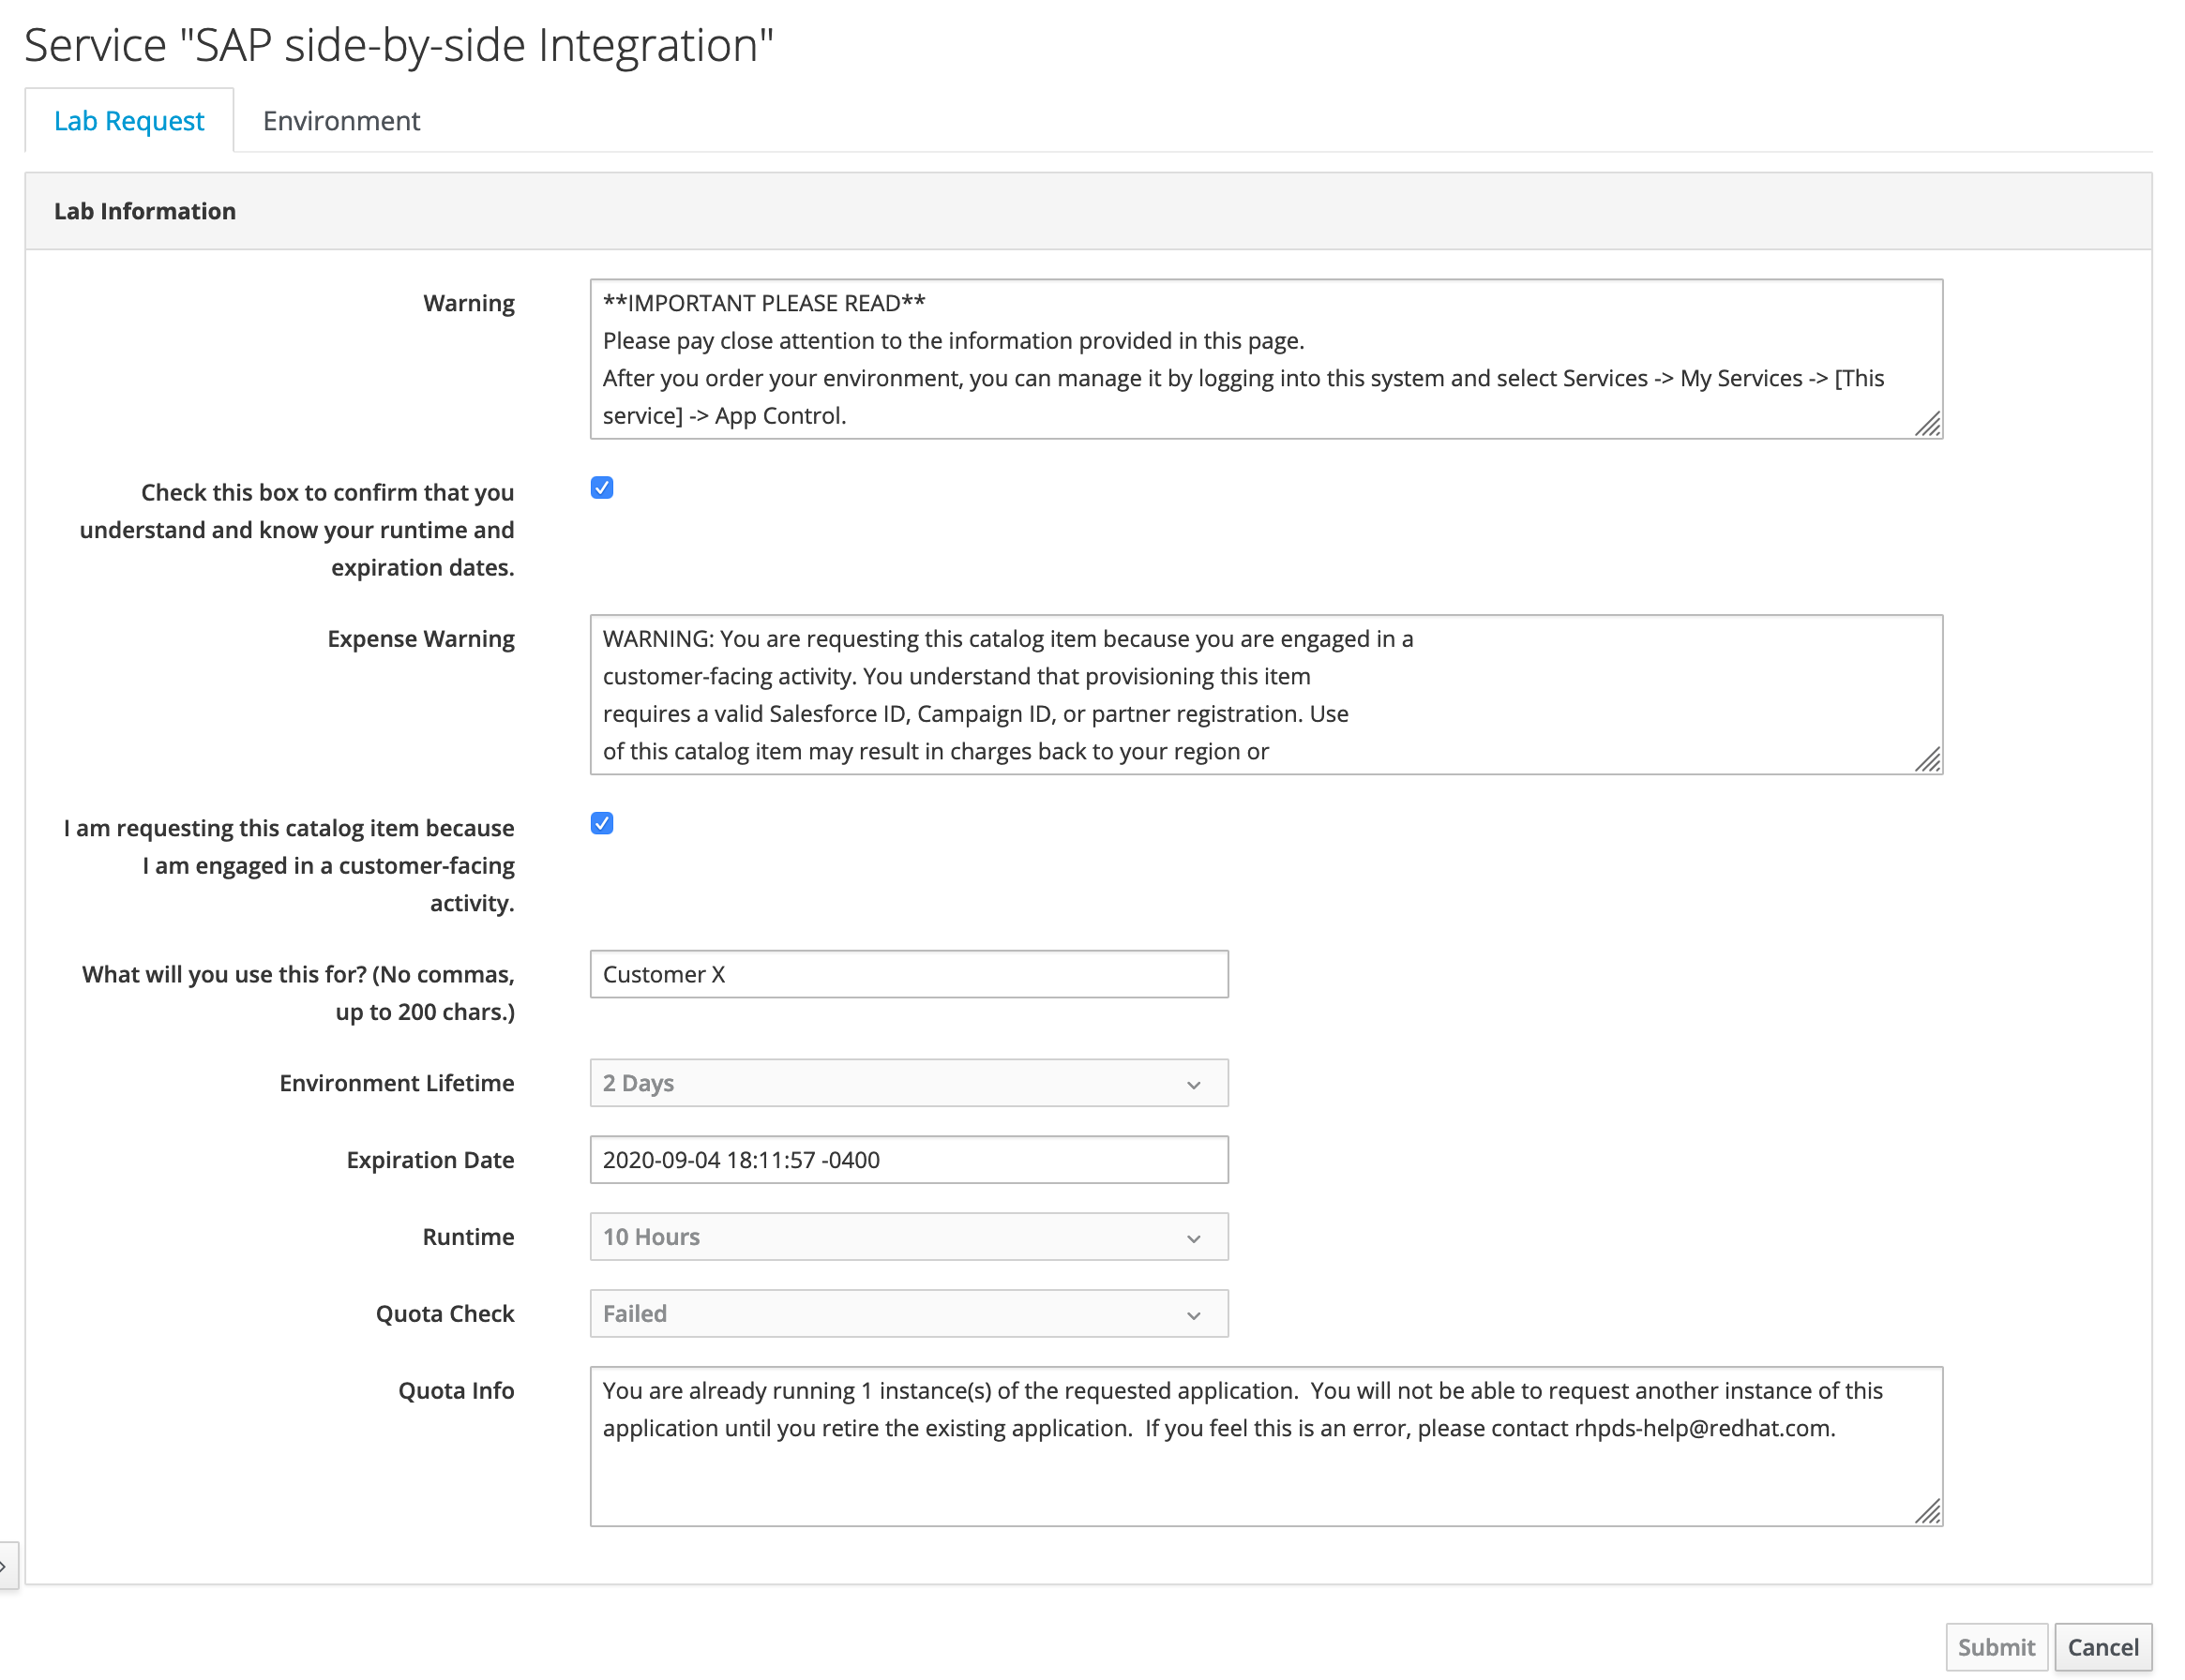 Service "SAP side-by-side Integration"
Lab Request
Environment
Lab Information
Warning
**IMPORTANT PLEASE READ**
Please pay close attention to the information provided in this page.
After you order your environment, you can manage it by logging into this system and select Services -> My Services -> [This
service] -> App Control.
Check this box to confirm that you
understand and know your runtime and
expiration dates.
Expense Warning
WARNING: You are requesting this catalog item because you are engaged in a
customer-facing activity. You understand that provisioning this item
requires a valid Salesforce ID, Campaign ID, or partner registration. Use
of this catalog item may result in charges back to your region or
I am requesting this catalog item because
I am engaged in a customer-facing
activity.
What will you use this for? (No commas,
up to 200 chars.)
Customer X
Environment Lifetime
2 Days
Expiration Date
2020-09-04 18:11:57 -0400
Runtime
10 Hours
Quota Check
Failed
Quota Info
You are already running 1 instance(s) of the requested application.  You will not be able to request another instance of this
application until you retire the existing application.  If you feel this is an error, please contact rhpds-help@redhat.com.
Submit
Cancel